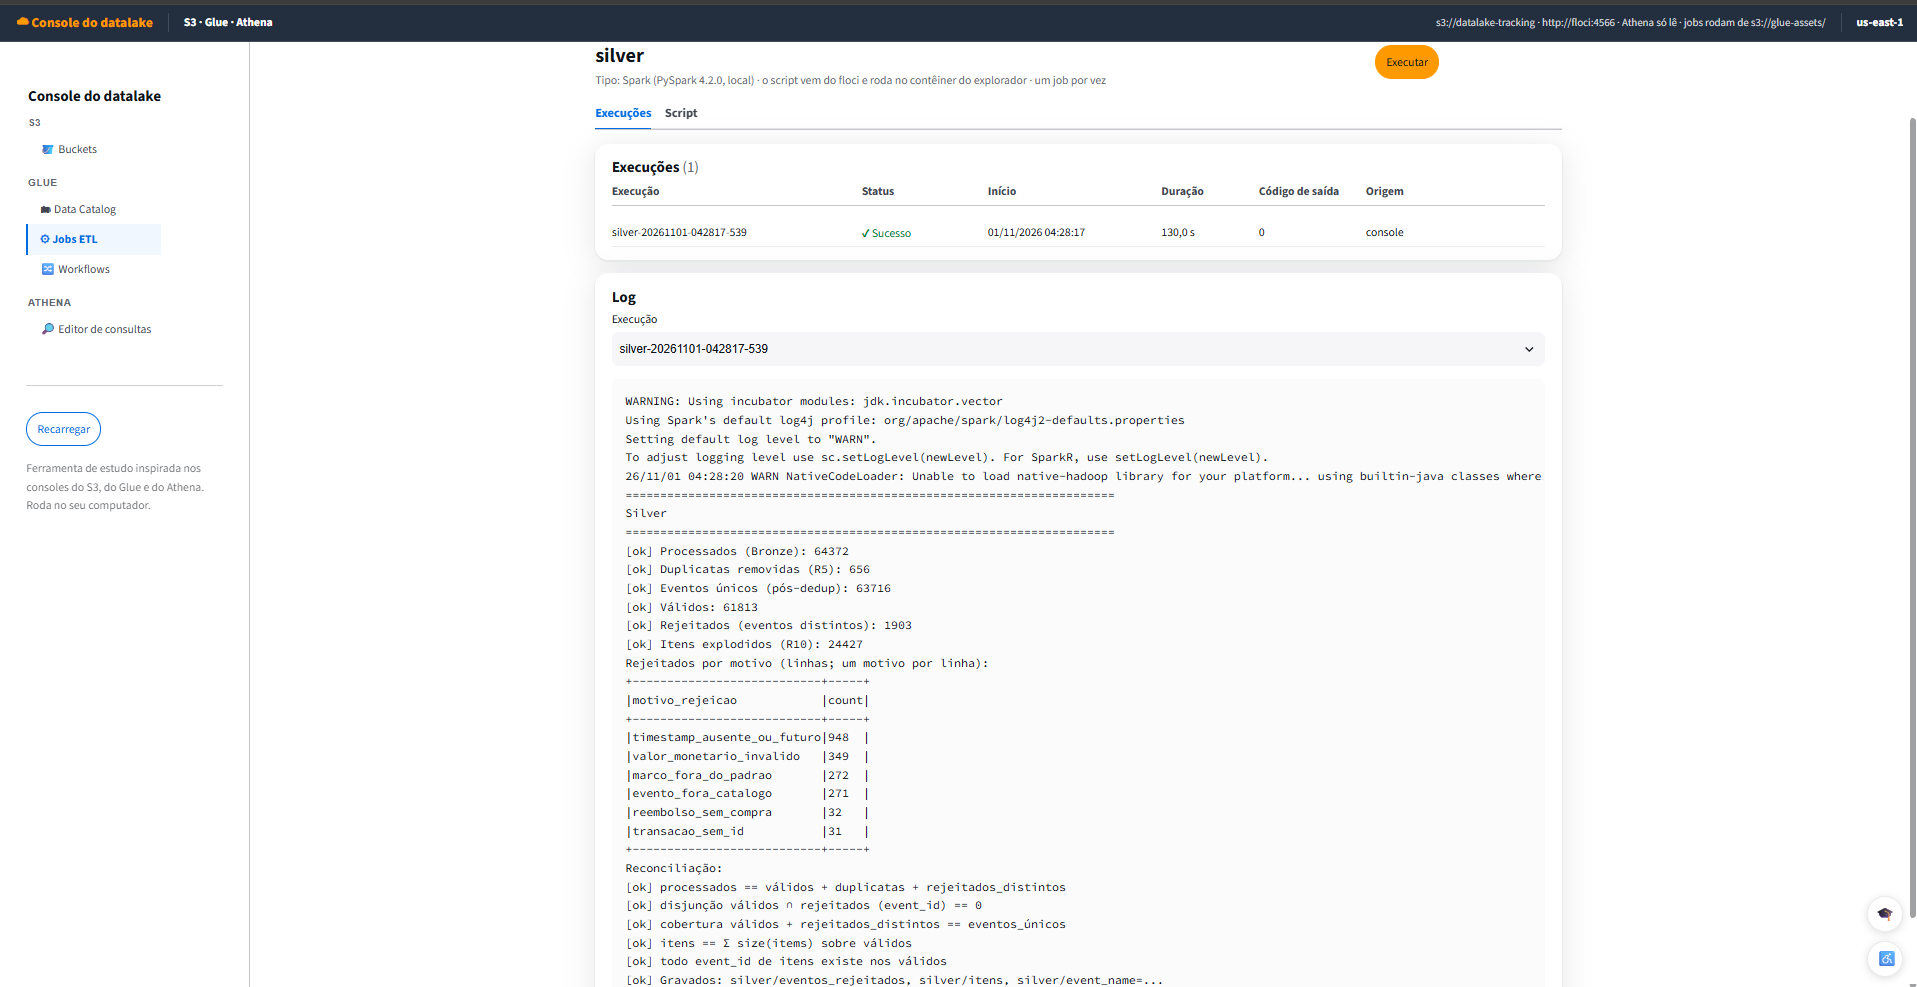 Console do datalake
S3 · Glue · Athena
s3://datalake-tracking · http://floci:4566 · Athena só lê · jobs rodam de s3://glue-assets/
us-east-1
Console do datalake
S3
Buckets
GLUE
Data Catalog
Jobs ETL
Workflows
ATHENA
Editor de consultas
Recarregar
Ferramenta de estudo inspirada nos
consoles do S3, do Glue e do Athena.
Roda no seu computador.
silver
Executar
Tipo: Spark (PySpark 4.2.0, local) · o script vem do floci e roda no contêiner do explorador · um job por vez
Execuções Script
Execuções (1)
Execução Status Início Duração Código de saída Origem
silver-20261101-042817-539 ✓ Sucesso 01/11/2026 04:28:17 130,0 s 0 console
Log
Execução
silver-20261101-042817-539
WARNING: Using incubator modules: jdk.incubator.vector
Using Spark's default log4j profile: org/apache/spark/log4j2-defaults.properties
Setting default log level to "WARN".
To adjust logging level use sc.setLogLevel(newLevel). For SparkR, use setLogLevel(newLevel).
26/11/01 04:28:20 WARN NativeCodeLoader: Unable to load native-hadoop library for your platform... using builtin-java classes where
=======================================================================
Silver
=======================================================================
[ok] Processados (Bronze): 64372
[ok] Duplicatas removidas (R5): 656
[ok] Eventos únicos (pós-dedup): 63716
[ok] Válidos: 61813
[ok] Rejeitados (eventos distintos): 1903
[ok] Itens explodidos (R10): 24427
Rejeitados por motivo (linhas; um motivo por linha):
+---------------------------+-----+
|motivo_rejeicao            |count|
+---------------------------+-----+
|timestamp_ausente_ou_futuro|948  |
|valor_monetario_invalido   |349  |
|marco_fora_do_padrao       |272  |
|evento_fora_catalogo       |271  |
|reembolso_sem_compra       |32   |
|transacao_sem_id           |31   |
+---------------------------+-----+
Reconciliação:
[ok] processados == válidos + duplicatas + rejeitados_distintos
[ok] disjunção válidos ∩ rejeitados (event_id) == 0
[ok] cobertura válidos + rejeitados_distintos == eventos_únicos
[ok] itens == Σ size(items) sobre válidos
[ok] todo event_id de itens existe nos válidos
[ok] Gravados: silver/eventos_rejeitados, silver/itens, silver/event_name=...